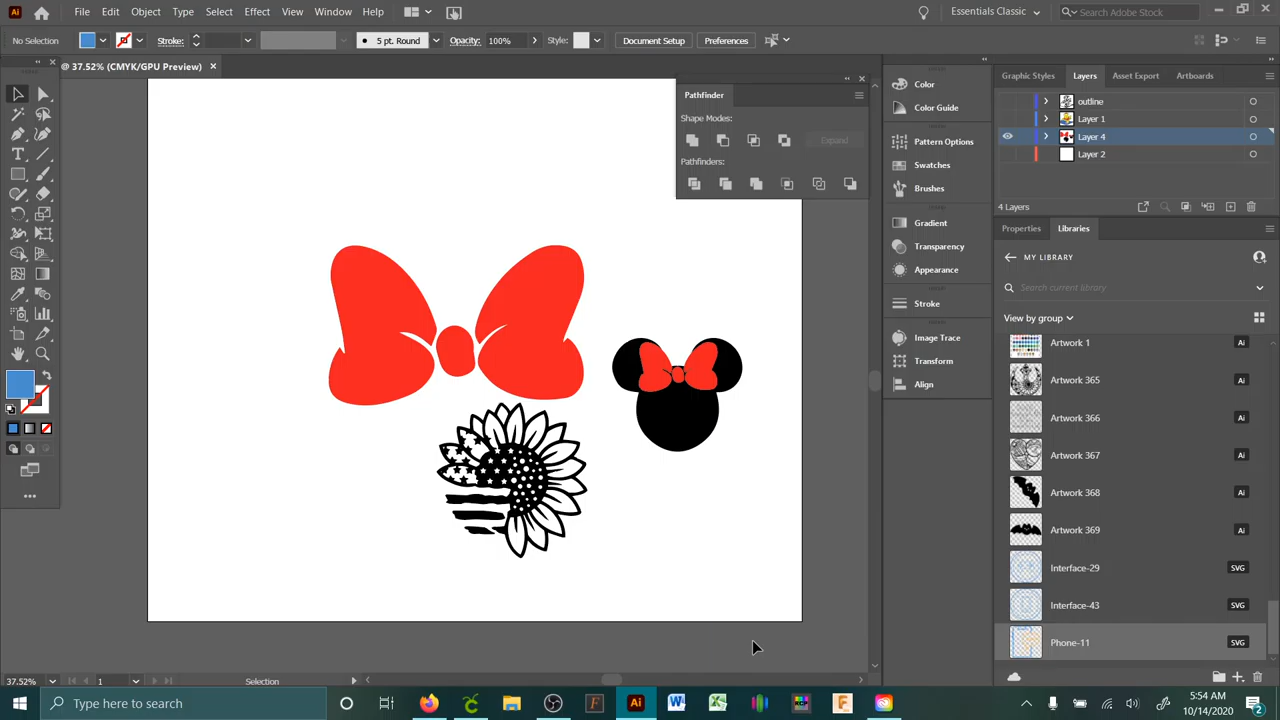 Ai File Edit Object Type Select Effect View Window Help Essentials Classic Search Adobe Stock
No Selection Stroke: 5 pt. Round Opacity: 100% Style: Document Setup Preferences
@ 37.52% (CMYK/GPU Preview) ×
Pathfinder
Shape Modes:
Expand
Pathfinders:
Color
Color Guide
Pattern Options
Swatches
Brushes
Gradient
Transparency
Appearance
Stroke
Image Trace
Transform
Align
Graphic Styles Layers Asset Export Artboards
outline
Layer 1
Layer 4
Layer 2
4 Layers
Properties Libraries
MY LIBRARY
Search current library
View by group
Artwork 1 Ai
Artwork 365 Ai
Artwork 366 Ai
Artwork 367 Ai
Artwork 368 Ai
Artwork 369 Ai
Interface-29 SVG
Interface-43 SVG
Phone-11 SVG
37.52% 1 Selection
Type here to search
Ai
5:54 AM
10/14/2020
2